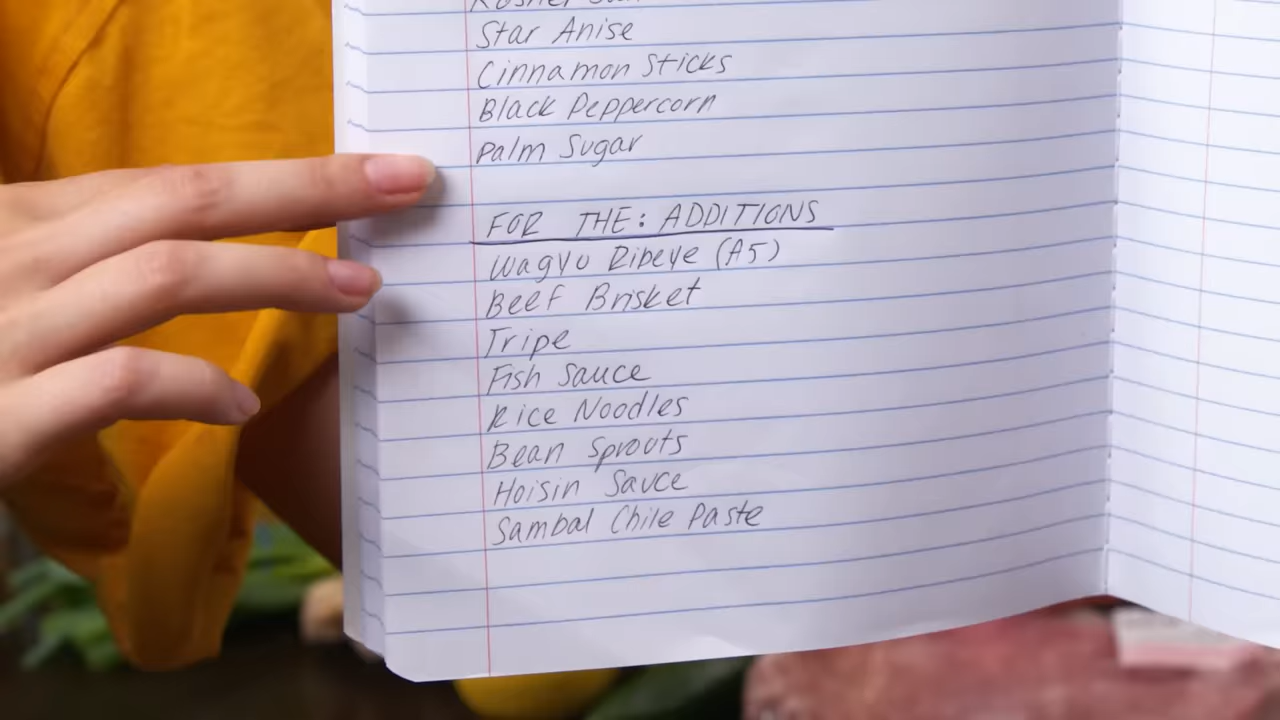 Kosher
Star Anise
Cinnamon Sticks
Black Peppercorn
Palm Sugar
FOR THE: ADDITIONS
Wagyu Ribeye (A5)
Beef Brisket
Tripe
Fish Sauce
Rice Noodles
Bean Sprouts
Hoisin Sauce
Sambal Chile Paste